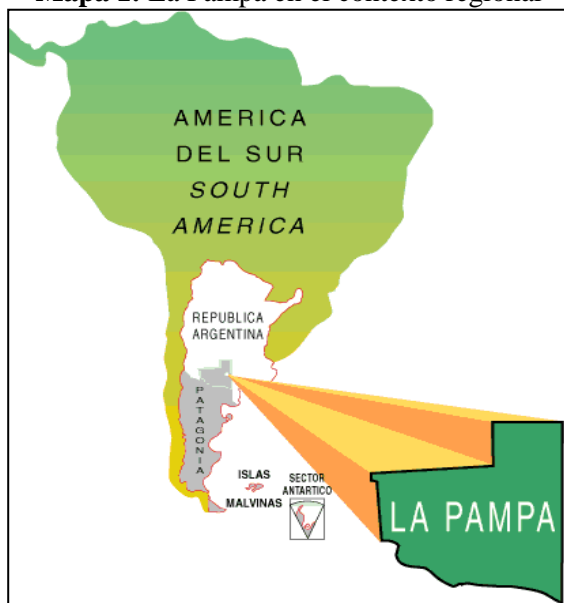 Mapa 1: La Pampa en el contexto regional
AMERICA
DEL SUR
SOUTH
AMERICA
REPUBLICA
ARGENTINA
PATAGONIA
ISLAS
MALVINAS
SECTOR
ANTARTICO
LA PAMPA